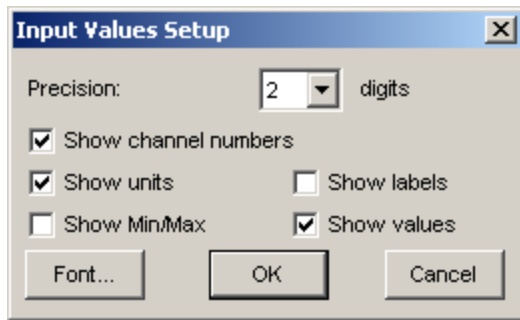 Input Values Setup
Precision: 2 digits
Show channel numbers
Show units Show labels
Show Min/Max Show values
Font... OK Cancel